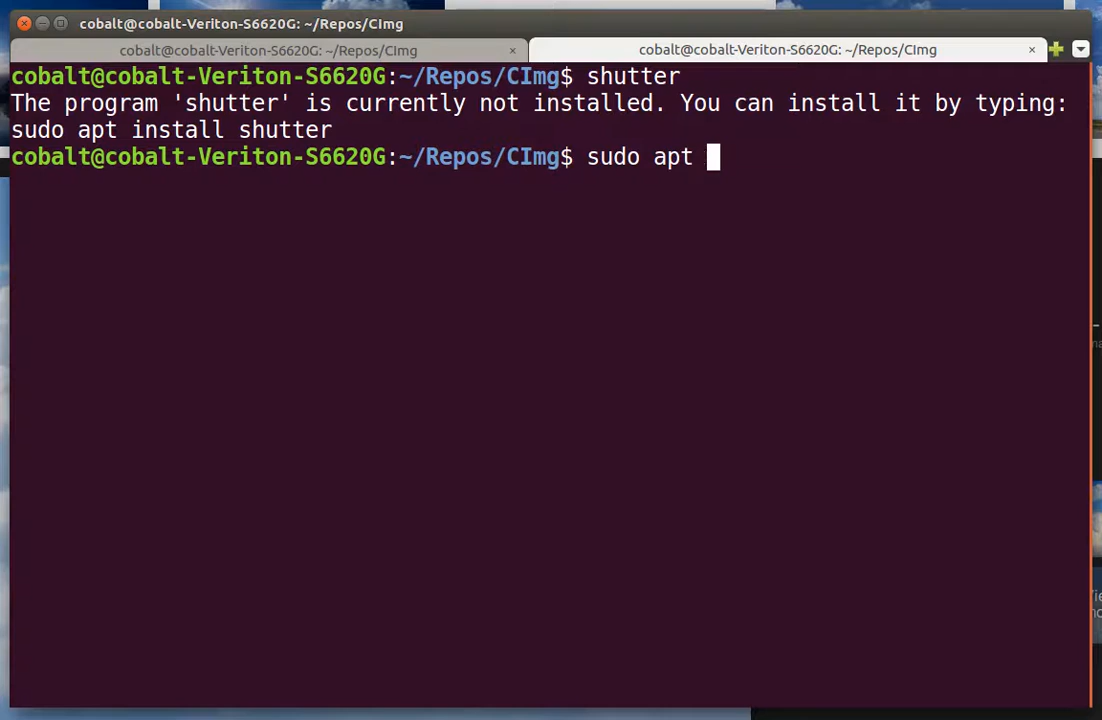 cobalt@cobalt-Veriton-S6620G: ~/Repos/CImg
cobalt@cobalt-Veriton-S6620G: ~/Repos/CImg × cobalt@cobalt-Veriton-S6620G: ~/Repos/CImg ×
cobalt@cobalt-Veriton-S6620G:~/Repos/CImg$ shutter
The program 'shutter' is currently not installed. You can install it by typing:
sudo apt install shutter
cobalt@cobalt-Veriton-S6620G:~/Repos/CImg$ sudo apt